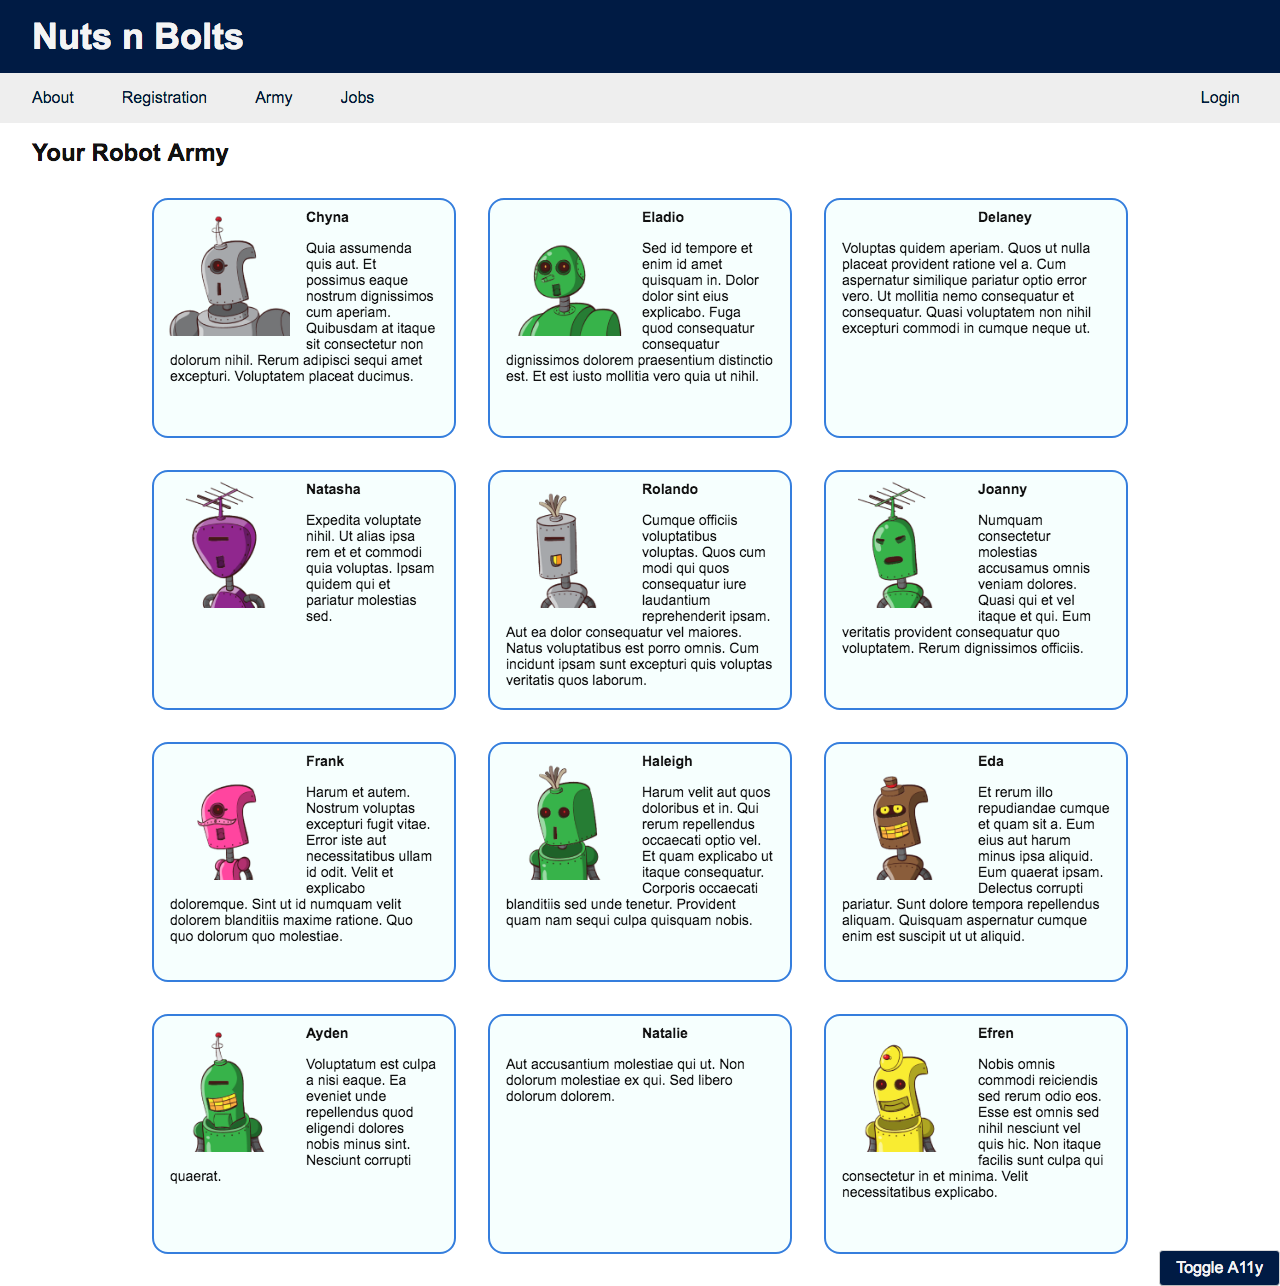 Nuts n Bolts
About Registration Army Jobs Login
Your Robot Army
Chyna
Quia assumenda
quis aut. Et
possimus eaque
nostrum dignissimos
cum aperiam.
Quibusdam at itaque
sit consectetur non
dolorum nihil. Rerum adipisci sequi amet
excepturi. Voluptatem placeat ducimus.
Eladio
Sed id tempore et
enim id amet
quisquam in. Dolor
dolor sint eius
explicabo. Fuga
quod consequatur
consequatur
dignissimos dolorem praesentium distinctio
est. Et est iusto mollitia vero quia ut nihil.
Delaney
Voluptas quidem aperiam. Quos ut nulla
placeat provident ratione vel a. Cum
aspernatur similique pariatur optio error
vero. Ut mollitia nemo consequatur et
consequatur. Quasi voluptatem non nihil
excepturi commodi in cumque neque ut.
Natasha
Expedita voluptate
nihil. Ut alias ipsa
rem et et commodi
quia voluptas. Ipsam
quidem qui et
pariatur molestias
sed.
Rolando
Cumque officiis
voluptatibus
voluptas. Quos cum
modi qui quos
consequatur iure
laudantium
reprehenderit ipsam.
Aut ea dolor consequatur vel maiores.
Natus voluptatibus est porro omnis. Cum
incidunt ipsam sunt excepturi quis voluptas
veritatis quos laborum.
Joanny
Numquam
consectetur
molestias
accusamus omnis
veniam dolores.
Quasi qui et vel
itaque et qui. Eum
veritatis provident consequatur quo
voluptatem. Rerum dignissimos officiis.
Frank
Harum et autem.
Nostrum voluptas
excepturi fugit vitae.
Error iste aut
necessitatibus ullam
id odit. Velit et
explicabo
doloremque. Sint ut id numquam velit
dolorem blanditiis maxime ratione. Quo
quo dolorum quo molestiae.
Haleigh
Harum velit aut quos
doloribus et in. Qui
rerum repellendus
occaecati optio vel.
Et quam explicabo ut
itaque consequatur.
Corporis occaecati
blanditiis sed unde tenetur. Provident
quam nam sequi culpa quisquam nobis.
Eda
Et rerum illo
repudiandae cumque
et quam sit a. Eum
eius aut harum
minus ipsa aliquid.
Eum quaerat ipsam.
Delectus corrupti
pariatur. Sunt dolore tempora repellendus
aliquam. Quisquam aspernatur cumque
enim est suscipit ut ut aliquid.
Ayden
Voluptatum est culpa
a nisi eaque. Ea
eveniet unde
repellendus quod
eligendi dolores
nobis minus sint.
Nesciunt corrupti
quaerat.
Natalie
Aut accusantium molestiae qui ut. Non
dolorum molestiae ex qui. Sed libero
dolorum dolorem.
Efren
Nobis omnis
commodi reiciendis
sed rerum odio eos.
Esse est omnis sed
nihil nesciunt vel
quis hic. Non itaque
facilis sunt culpa qui
consectetur in et minima. Velit
necessitatibus explicabo.
Toggle A11y